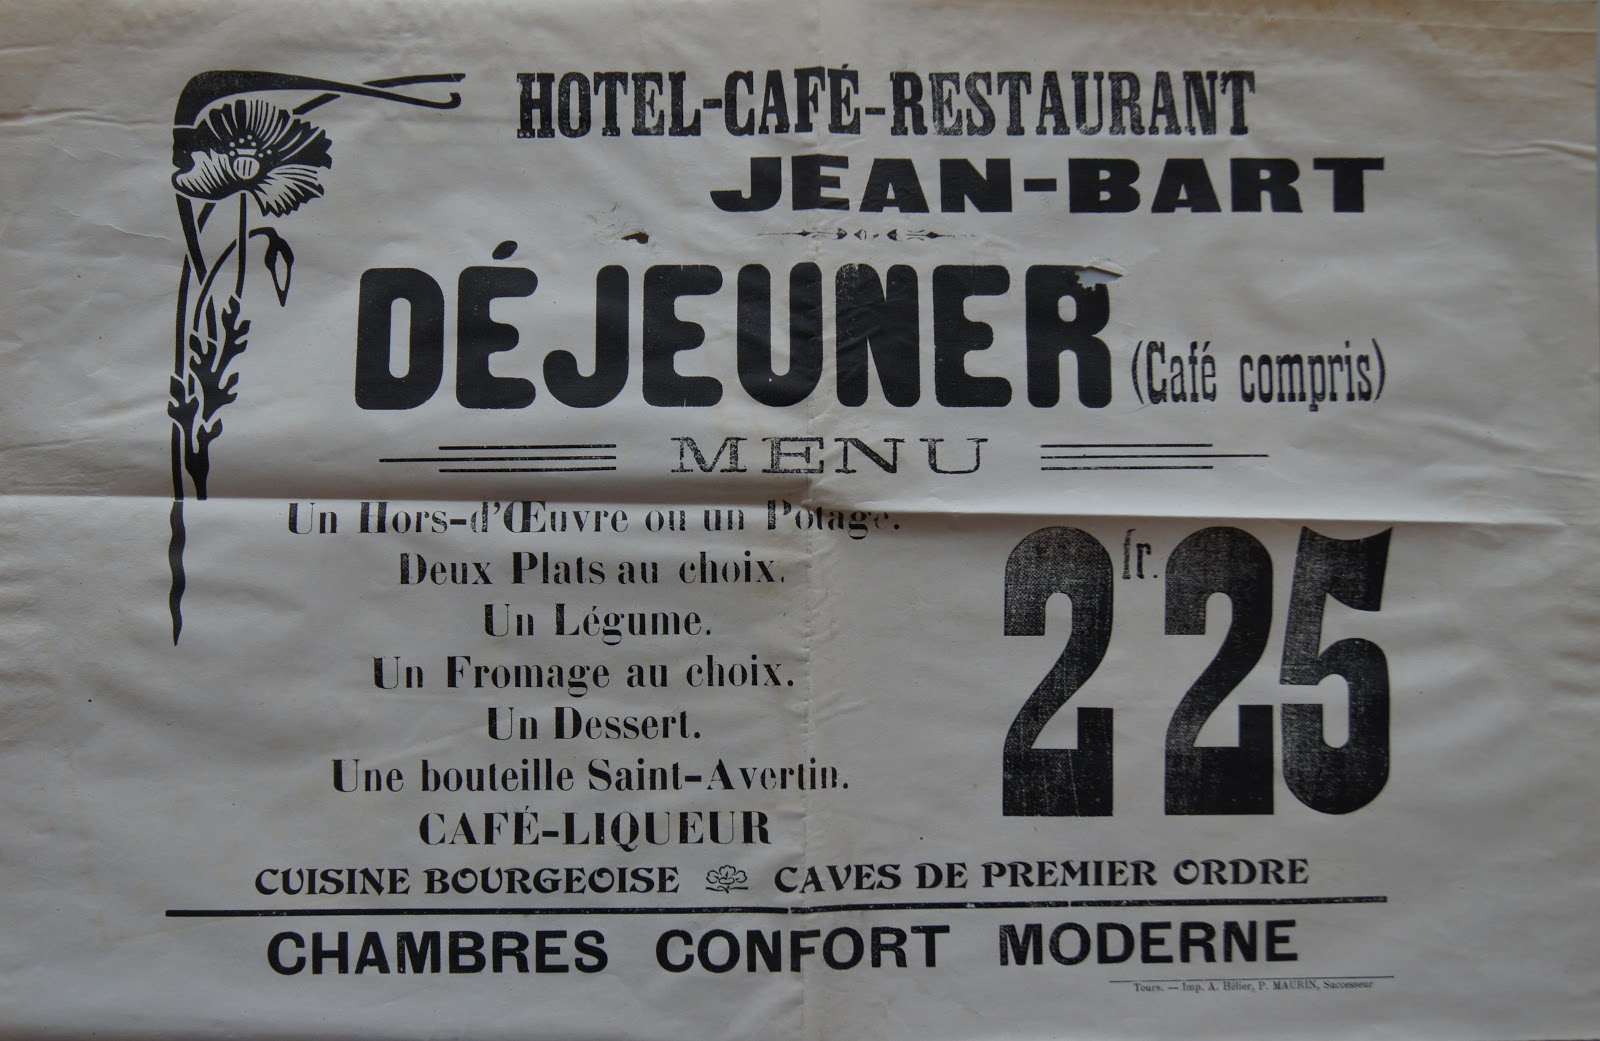 HOTEL-CAFÉ-RESTAURANT
JEAN-BART
DÉJEUNER (Café compris)
MENU
Un Hors-d'Œuvre ou un Potage.
Deux Plats au choix.
Un Légume.
Un Fromage au choix.
Un Dessert.
Une bouteille Saint-Avertin.
CAFÉ-LIQUEUR
2 fr. 25
CUISINE BOURGEOISE CAVES DE PREMIER ORDRE
CHAMBRES CONFORT MODERNE
Tours. — Imp. A. Hélier, P. MAURIN, Successeur